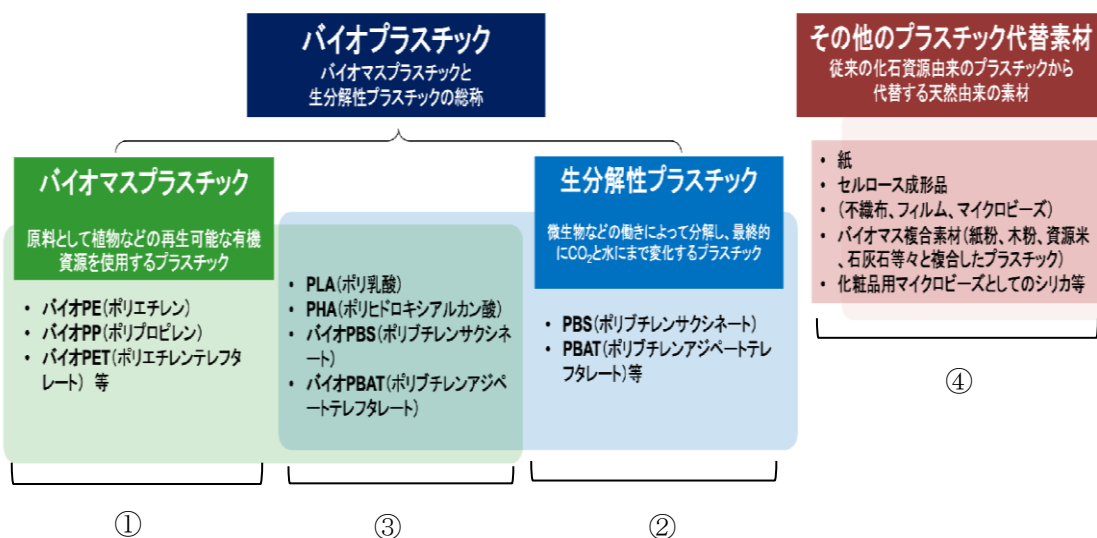 バイオプラスチック
バイオマスプラスチックと
生分解性プラスチックの総称
その他のプラスチック代替素材
従来の化石資源由来のプラスチックから
代替する天然由来の素材
バイオマスプラスチック
原料として植物などの再生可能な有機
資源を使用するプラスチック
• バイオPE(ポリエチレン)
• バイオPP(ポリプロピレン)
• バイオPET(ポリエチレンテレフタ
レート) 等
• PLA(ポリ乳酸)
• PHA(ポリヒドロキシアルカン酸)
• バイオPBS(ポリブチレンサクシネ
ート)
• バイオPBAT(ポリブチレンアジペ
ートテレフタレート)
生分解性プラスチック
微生物などの働きによって分解し、最終的
にCO₂と水にまで変化するプラスチック
• PBS(ポリブチレンサクシネート)
• PBAT(ポリブチレンアジペートテレ
フタレート)等
• 紙
• セルロース成形品
• (不織布、フィルム、マイクロビーズ)
• バイオマス複合素材(紙粉、木粉、資源米
、石灰石等々と複合したプラスチック)
• 化粧品用マイクロビーズとしてのシリカ等
①
③
②
④